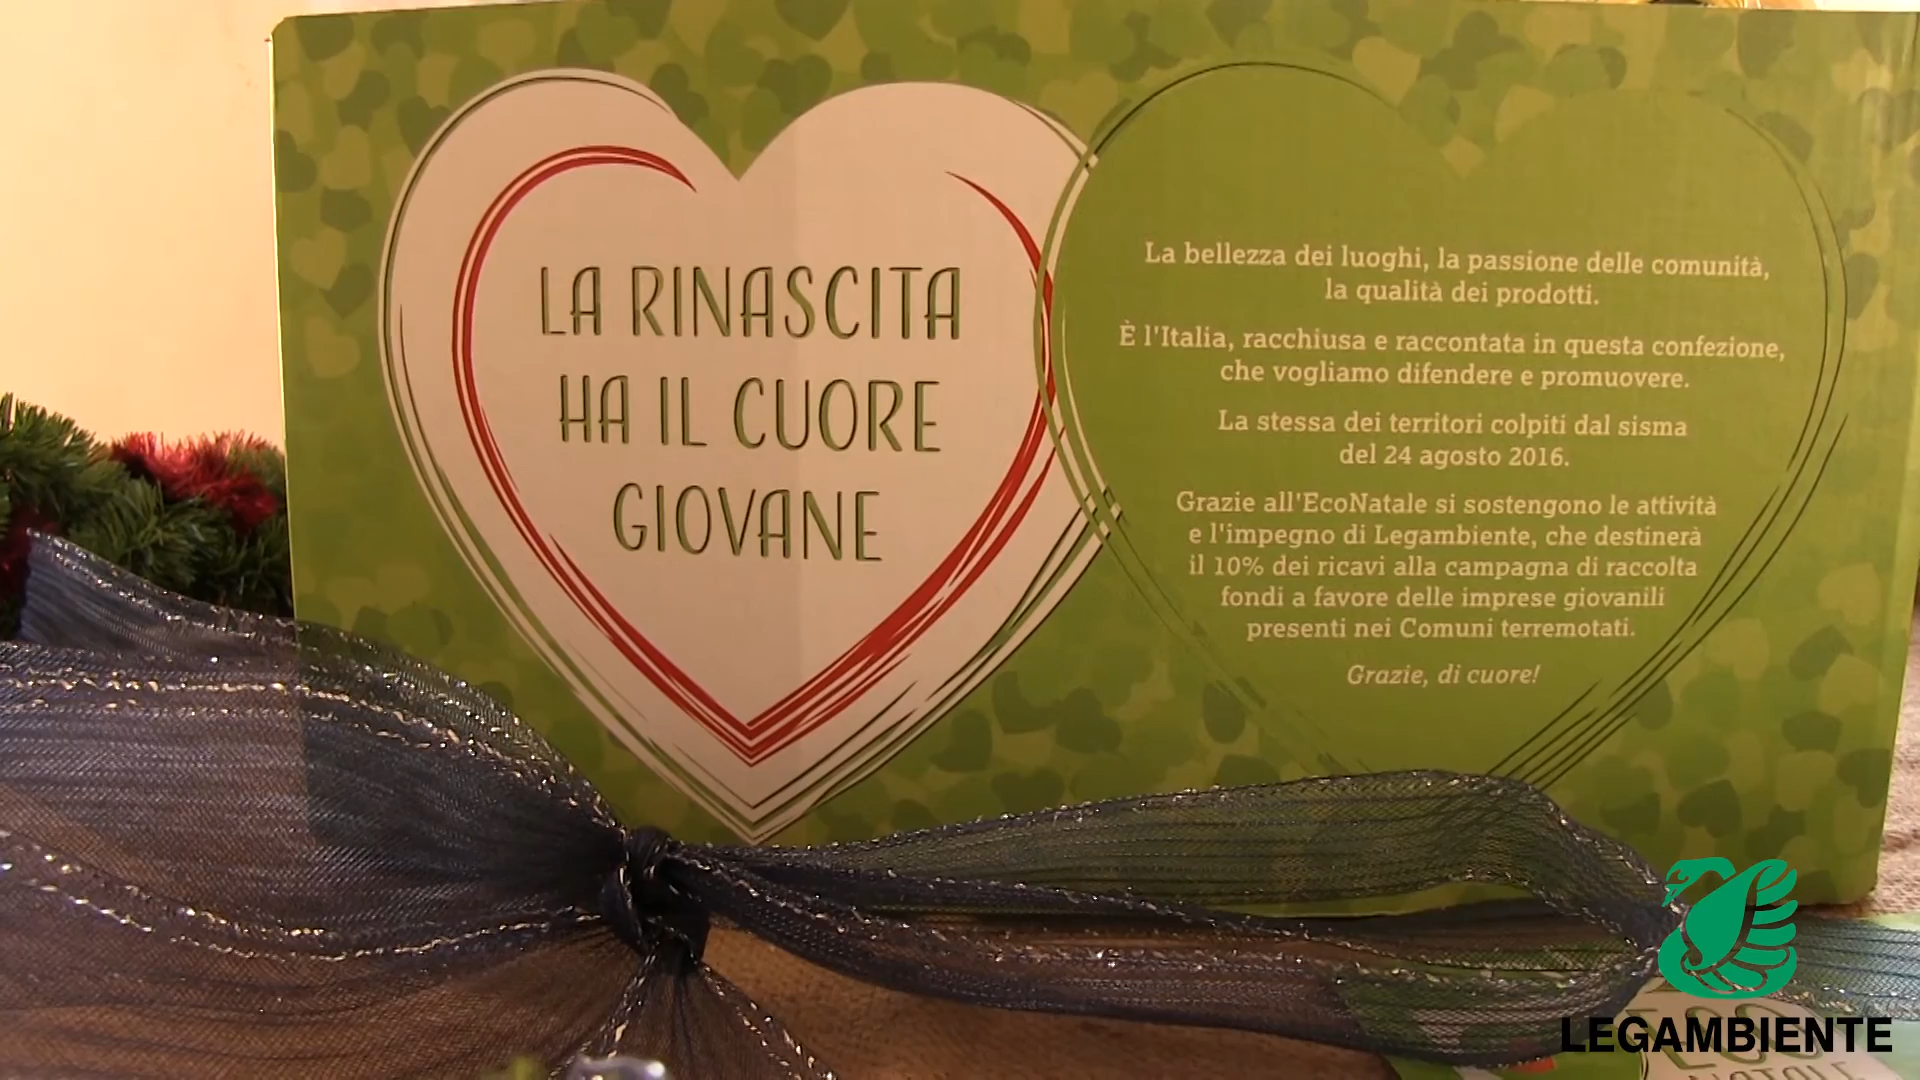 LA RINASCITA
HA IL CUORE
GIOVANE
La bellezza dei luoghi, la passione delle comunità,
la qualità dei prodotti.
È l'Italia, racchiusa e raccontata in questa confezione,
che vogliamo difendere e promuovere.
La stessa dei territori colpiti dal sisma
del 24 agosto 2016.
Grazie all'EcoNatale si sostengono le attività
e l'impegno di Legambiente, che destinerà
il 10% dei ricavi alla campagna di raccolta
fondi a favore delle imprese giovanili
presenti nei Comuni terremotati.
Grazie, di cuore!
LEGAMBIENTE